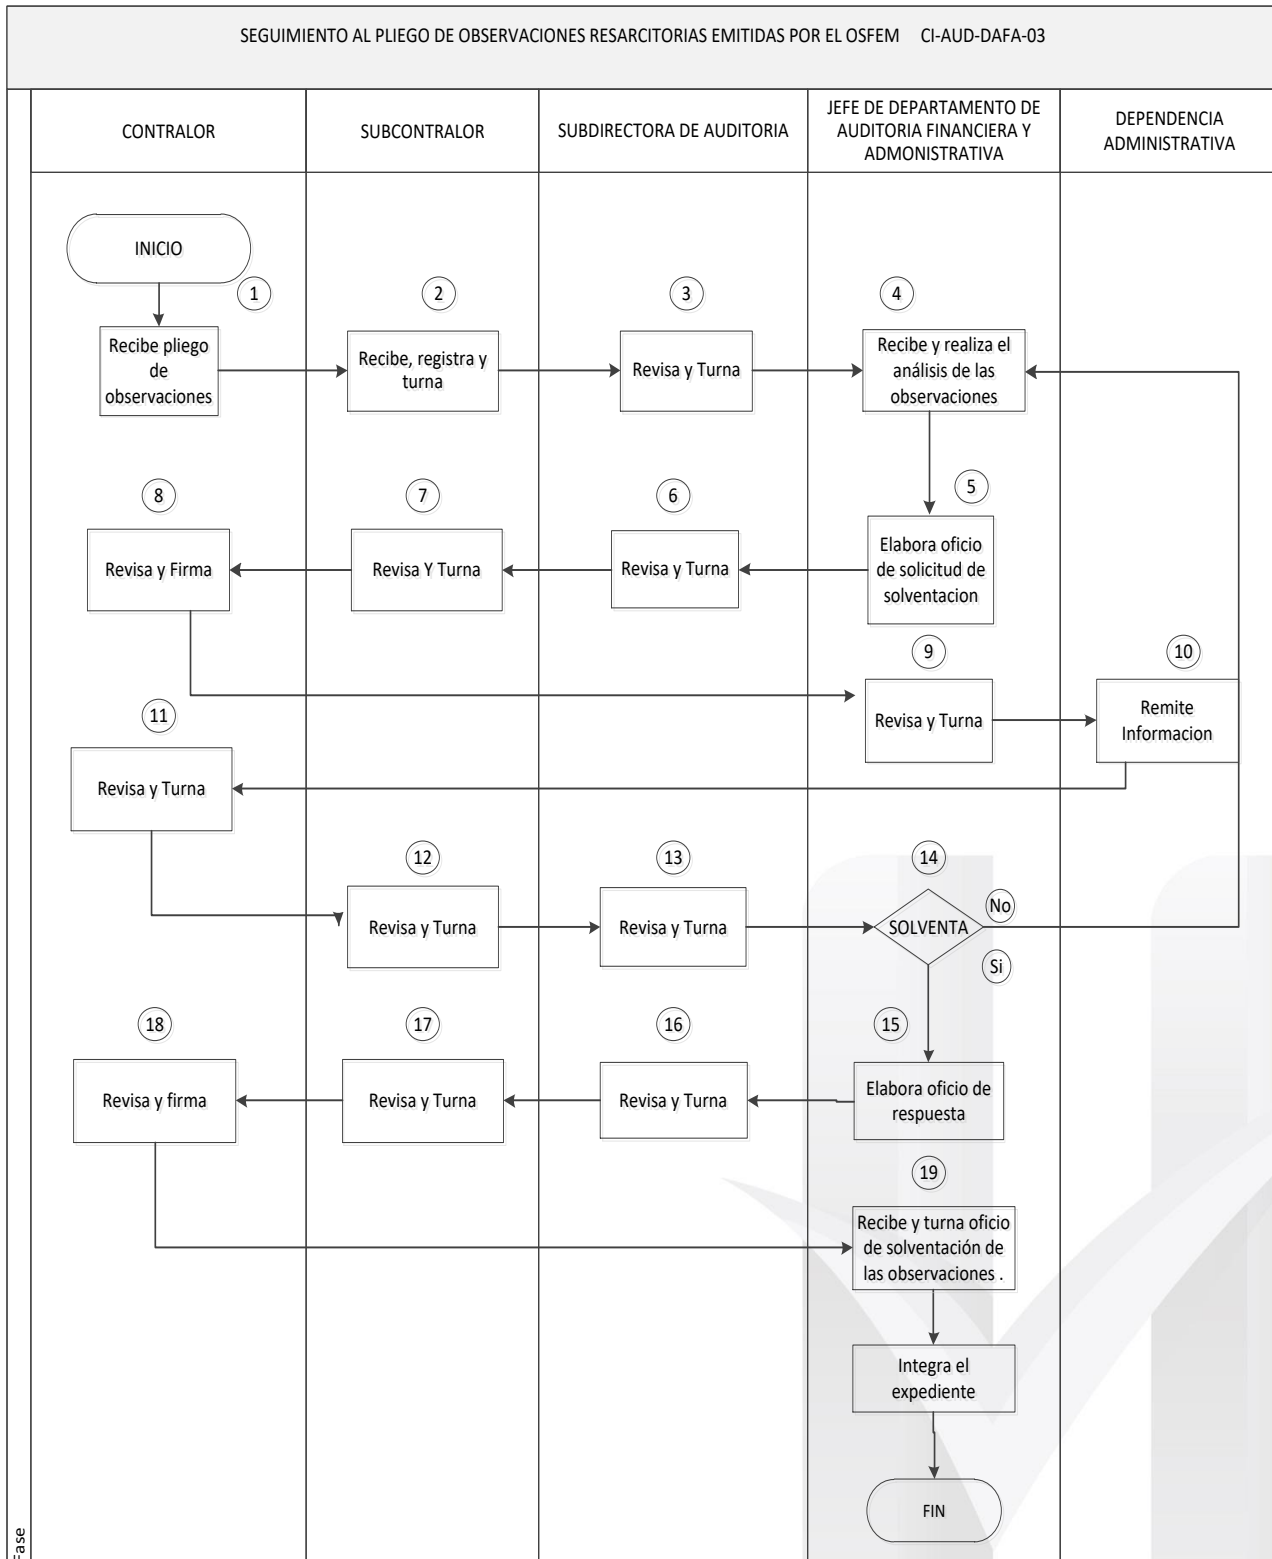 SEGUIMIENTO AL PLIEGO DE OBSERVACIONES RESARCITORIAS EMITIDAS POR EL OSFEM CI-AUD-DAFA-03
CONTRALOR
SUBCONTRALOR
SUBDIRECTORA DE AUDITORIA
JEFE DE DEPARTAMENTO DE
AUDITORIA FINANCIERA Y
ADMONISTRATIVA
DEPENDENCIA
ADMINISTRATIVA
INICIO
1
2
3
4
Recibe pliego
de
observaciones
Recibe, registra y
turna
Revisa y Turna
Recibe y realiza el
análisis de las
observaciones
8
7
6
5
Revisa y Firma
Revisa Y Turna
Revisa y Turna
Elabora oficio
de solicitud de
solventacion
9
10
Revisa y Turna
Remite
Informacion
11
Revisa y Turna
12
13
14
Revisa y Turna
Revisa y Turna
SOLVENTA
No
Si
18
17
16
15
Revisa y firma
Revisa y Turna
Revisa y Turna
Elabora oficio de
respuesta
19
Recibe y turna oficio
de solventación de
las observaciones .
Integra el
expediente
FIN
Fase